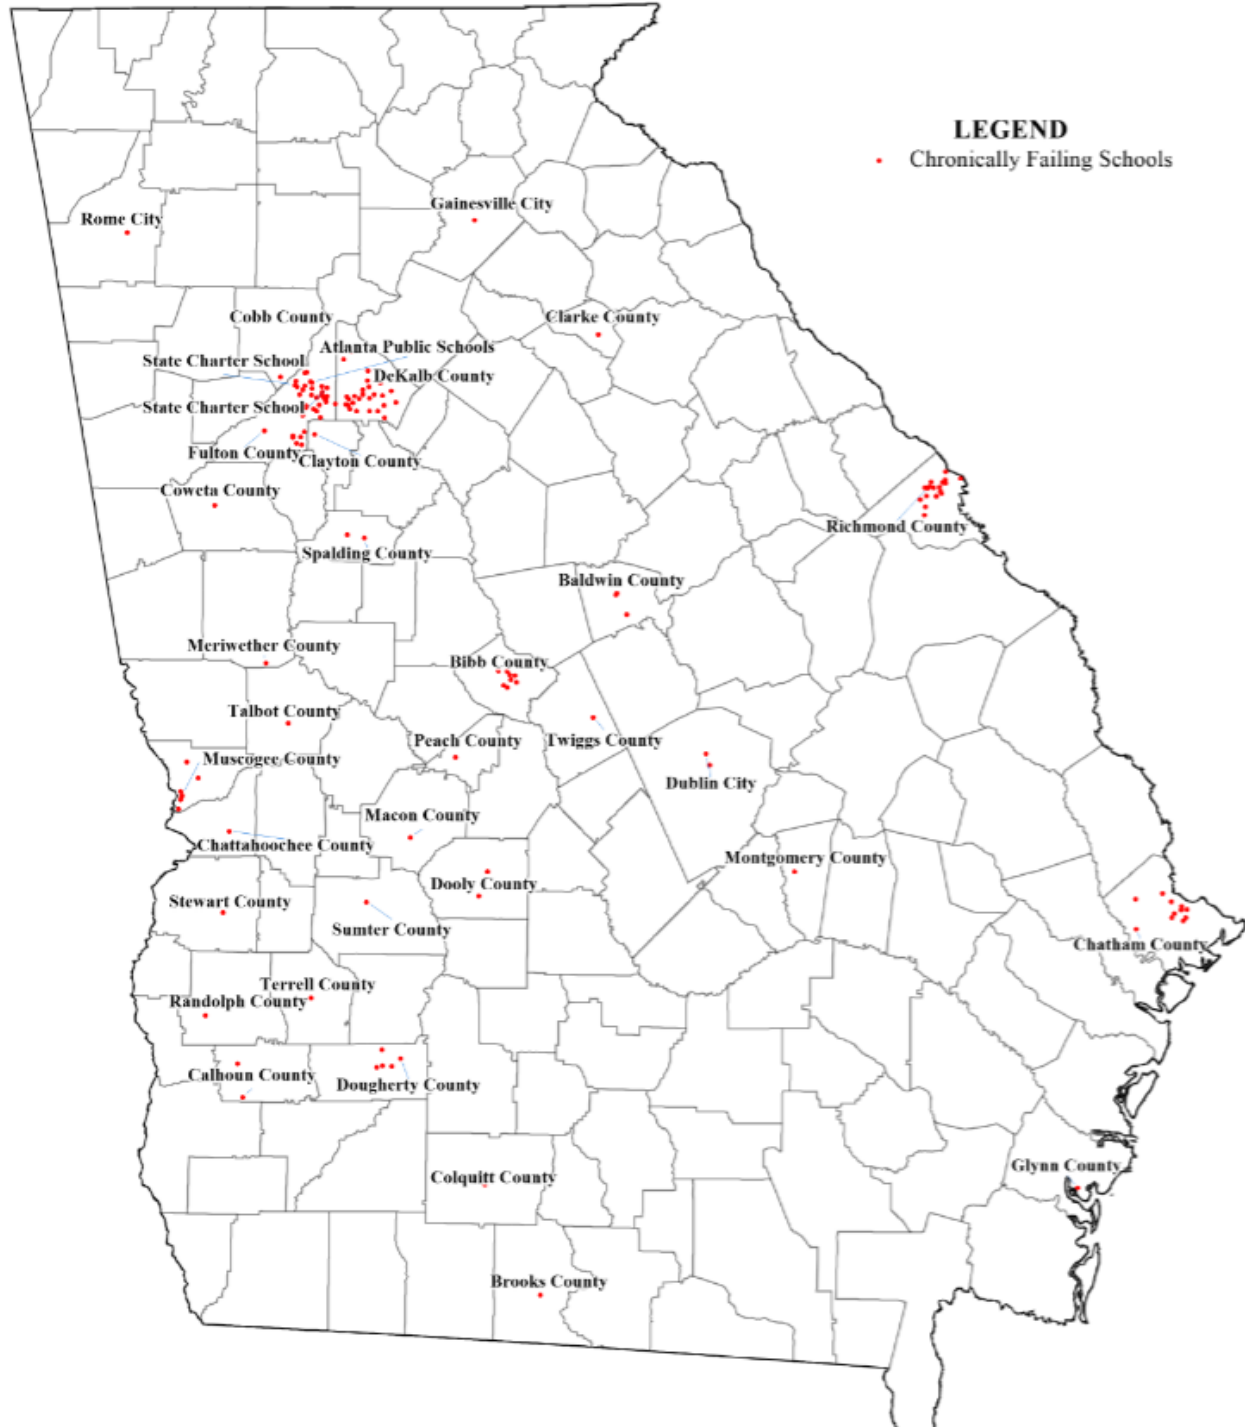 LEGEND
Chronically Failing Schools
Gainesville City
Rome City
Cobb County
Clarke County
Atlanta Public Schools
State Charter School
DeKalb County
State Charter School
Fulton County
Clayton County
Coweta County
Richmond County
Spalding County
Baldwin County
Meriwether County
Bibb County
Talbot County
Peach County
Twiggs County
Muscogee County
Dublin City
Macon County
Chattahoochee County
Montgomery County
Dooly County
Stewart County
Sumter County
Chatham County
Terrell County
Randolph County
Calhoun County
Dougherty County
Glynn County
Colquitt County
Brooks County